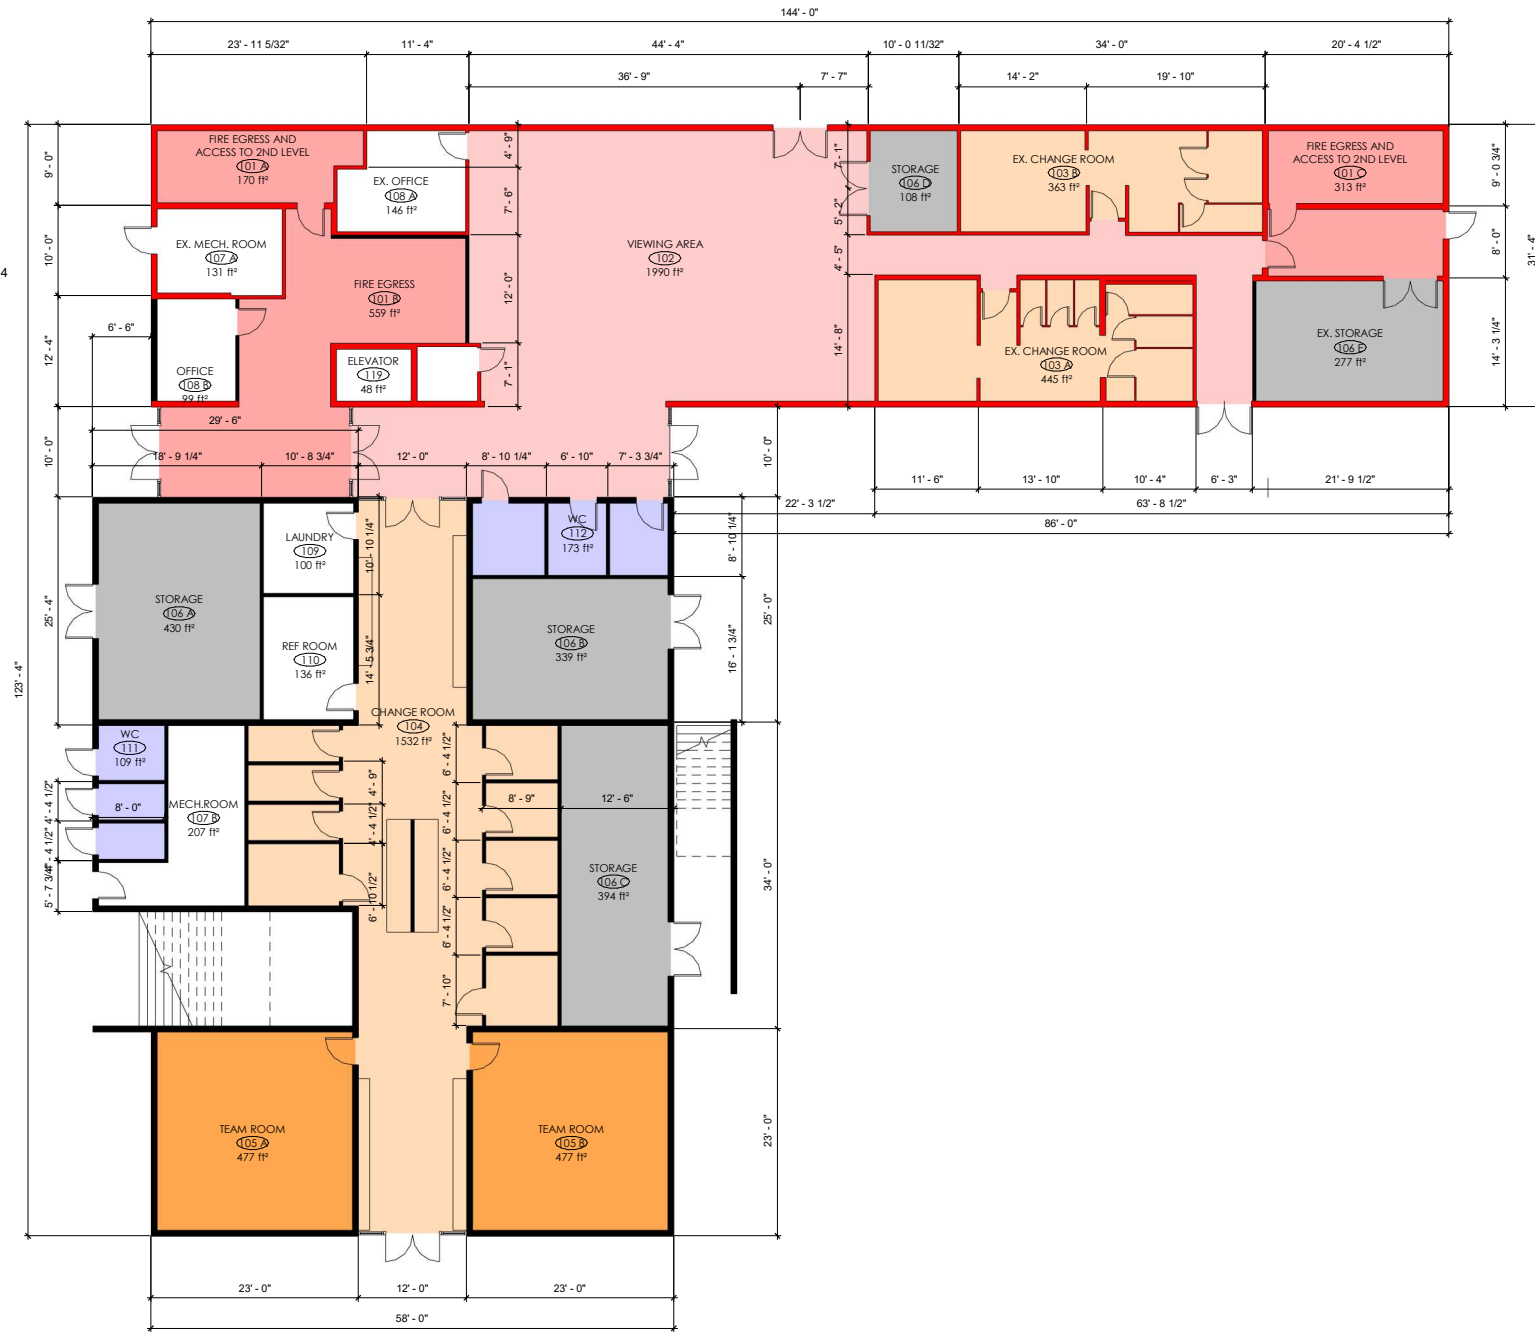 144' - 0"
23' - 11 5/32"
11' - 4"
44' - 4"
10' - 0 11/32"
34' - 0"
20' - 4 1/2"
36' - 9"
7' - 7"
14' - 2"
19' - 10"
FIRE EGRESS AND
ACCESS TO 2ND LEVEL
101 A
170 ft²
EX. OFFICE
108 A
146 ft²
4' - 9"
7' - 6"
12' - 0"
7' - 1"
9' - 0"
10' - 0"
12' - 4"
10' - 0"
6' - 6"
4
EX. MECH. ROOM
107 A
131 ft²
FIRE EGRESS
101 B
559 ft²
OFFICE
108 B
99 ft²
ELEVATOR
119
48 ft²
VIEWING AREA
102
1990 ft²
7' - 1"
5' - 2"
4' - 5"
14' - 8"
STORAGE
106 D
108 ft²
EX. CHANGE ROOM
103 B
363 ft²
FIRE EGRESS AND
ACCESS TO 2ND LEVEL
101 C
313 ft²
9' - 0 3/4"
8' - 0"
14' - 3 1/4"
31' - 4"
EX. CHANGE ROOM
103 A
445 ft²
EX. STORAGE
106 E
277 ft²
29' - 6"
18' - 9 1/4"
10' - 8 3/4"
12' - 0"
8' - 10 1/4"
6' - 10"
7' - 3 3/4"
10' - 0"
11' - 6"
13' - 10"
10' - 4"
6' - 3"
21' - 9 1/2"
22' - 3 1/2"
63' - 8 1/2"
86' - 0"
LAUNDRY
109
100 ft²
10' - 10 1/4"
WC
112
173 ft²
8' - 10 1/4"
STORAGE
106 A
430 ft²
REF ROOM
110
136 ft²
14' - 5 3/4"
STORAGE
106 B
339 ft²
16' - 1 3/4"
25' - 4"
25' - 0"
123' - 4"
CHANGE ROOM
104
1532 ft²
WC
111
109 ft²
8' - 0"
MECH.ROOM
107 B
207 ft²
4' - 4 1/2"
4' - 4 1/2"
5' - 7 3/4"
4' - 9"
4' - 4 1/2"
6' - 10 1/2"
6' - 4 1/2"
6' - 4 1/2"
6' - 4 1/2"
6' - 4 1/2"
7' - 10"
8' - 9"
12' - 6"
STORAGE
106 C
394 ft²
34' - 0"
TEAM ROOM
105 A
477 ft²
TEAM ROOM
105 B
477 ft²
23' - 0"
23' - 0"
12' - 0"
23' - 0"
58' - 0"